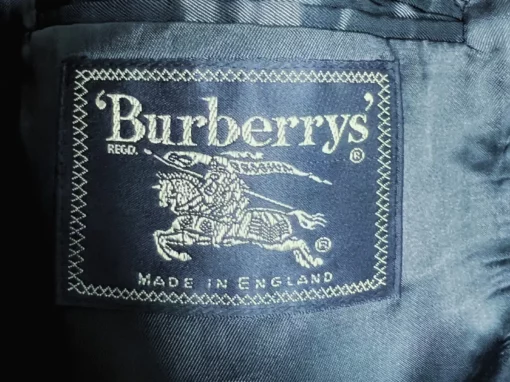 'Burberrys'
REGD. ®
®
MADE IN ENGLAND